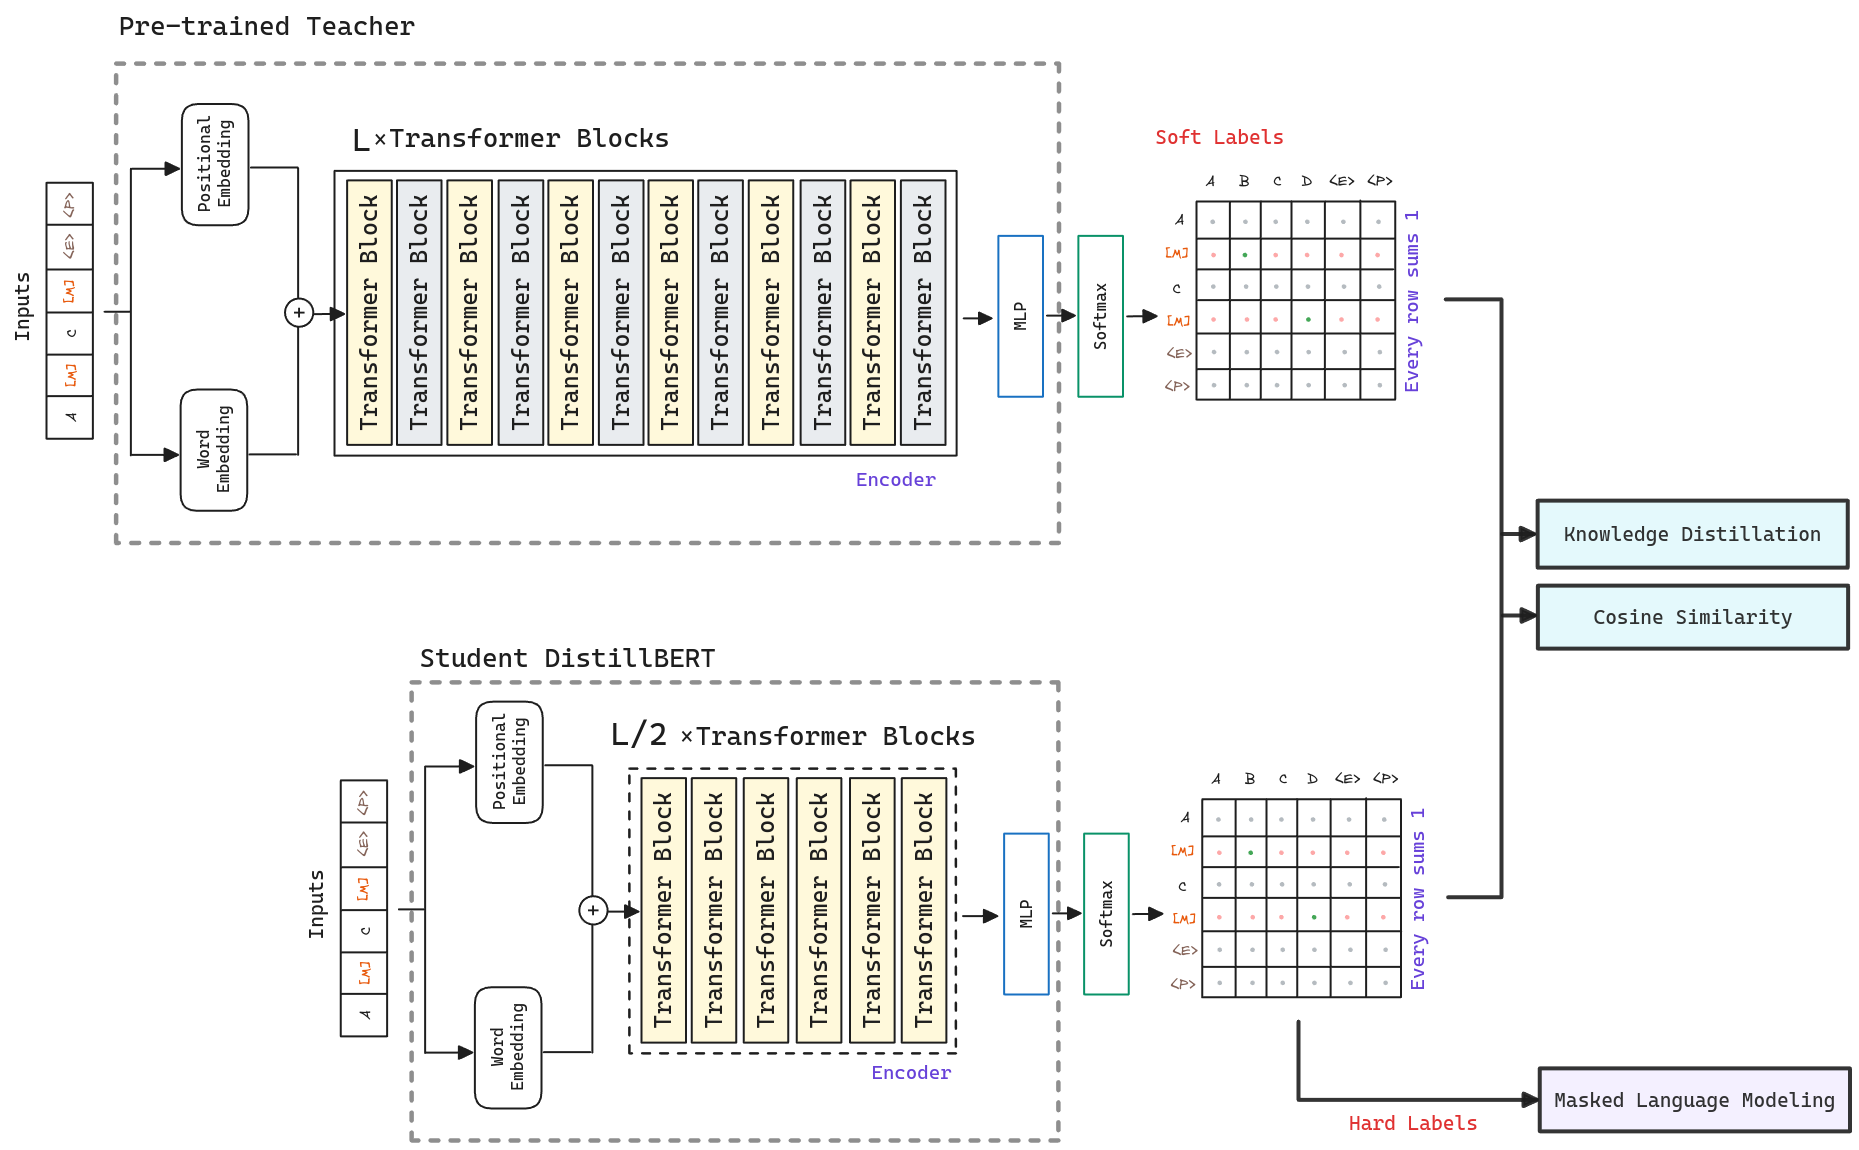 Pre-trained Teacher
Inputs
<P>
<E>
[M]
C
[M]
A
Positional
Embedding
Word
Embedding
+
L×Transformer Blocks
Transformer Block
Transformer Block
Transformer Block
Transformer Block
Transformer Block
Transformer Block
Transformer Block
Transformer Block
Transformer Block
Transformer Block
Transformer Block
Transformer Block
Encoder
MLP
Softmax
Soft Labels
A B C D <E> <P>
A
[M]
C
[M]
<E>
<P>
Every row sums 1
Knowledge Distillation
Cosine Similarity
Student DistillBERT
Inputs
<P>
<E>
[M]
C
[M]
A
Positional
Embedding
Word
Embedding
+
L/2 ×Transformer Blocks
Transformer Block
Transformer Block
Transformer Block
Transformer Block
Transformer Block
Transformer Block
Encoder
MLP
Softmax
A B C D <E> <P>
A
[M]
C
[M]
<E>
<P>
Every row sums 1
Hard Labels
Masked Language Modeling